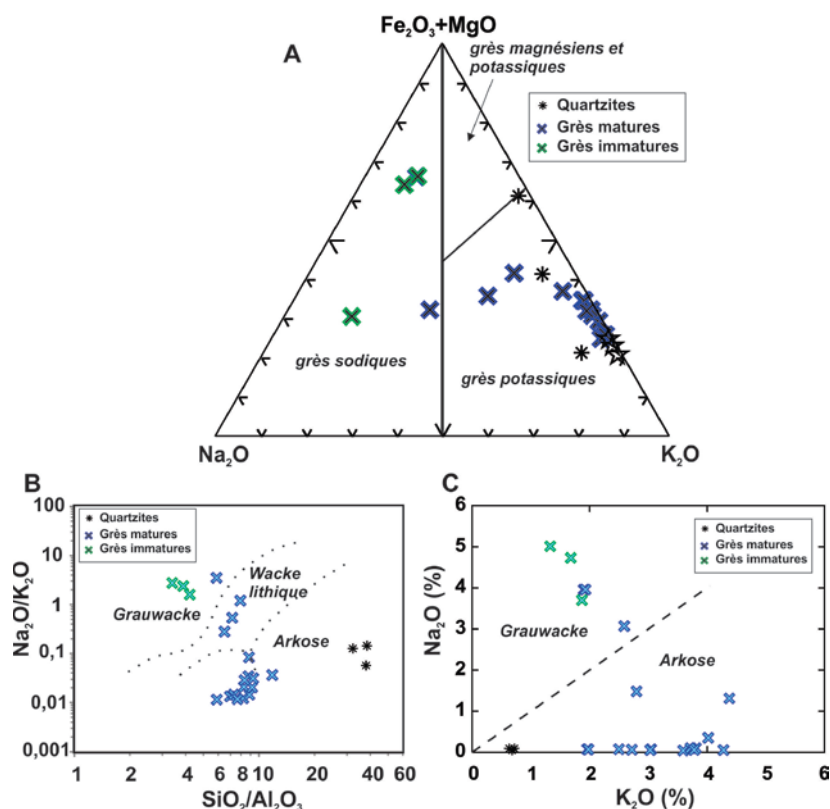 Fe₂O₃+MgO
A
grès magnésiens et
potassiques
Quartzites
Grès matures
Grès immatures
grès sodiques
grès potassiques
Na₂O
K₂O
B
100
10
1
0,1
0,01
0,001
Na₂O/K₂O
Quartzites
Grès matures
Grès immatures
Grauwacke
Wacke
lithique
Arkose
1 2 4 6 8 10 20 40 60
SiO₂/Al₂O₃
C
6
5
4
3
2
1
0
Na₂O (%)
Quartzites
Grès matures
Grès immatures
Grauwacke
Arkose
0 1 2 3 4 5 6
K₂O (%)